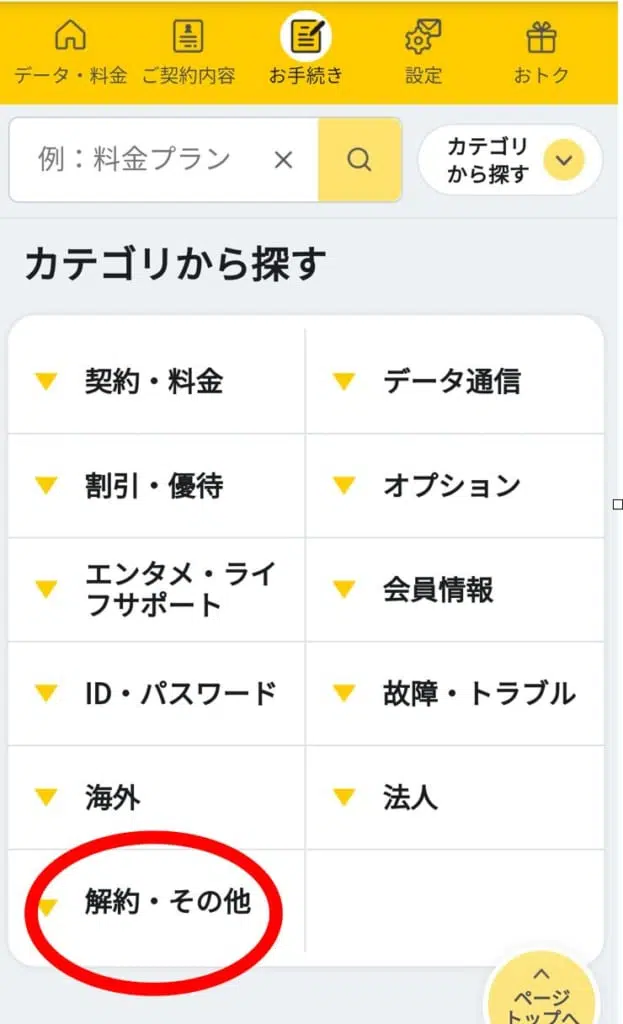 データ・料金 ご契約内容 お手続き 設定 おトク
例：料金プラン
カテゴリ
から探す
カテゴリから探す
契約・料金 データ通信
割引・優待 オプション
エンタメ・ライ
フサポート
会員情報
ID・パスワード 故障・トラブル
海外 法人
解約・その他
ページ
トップへ